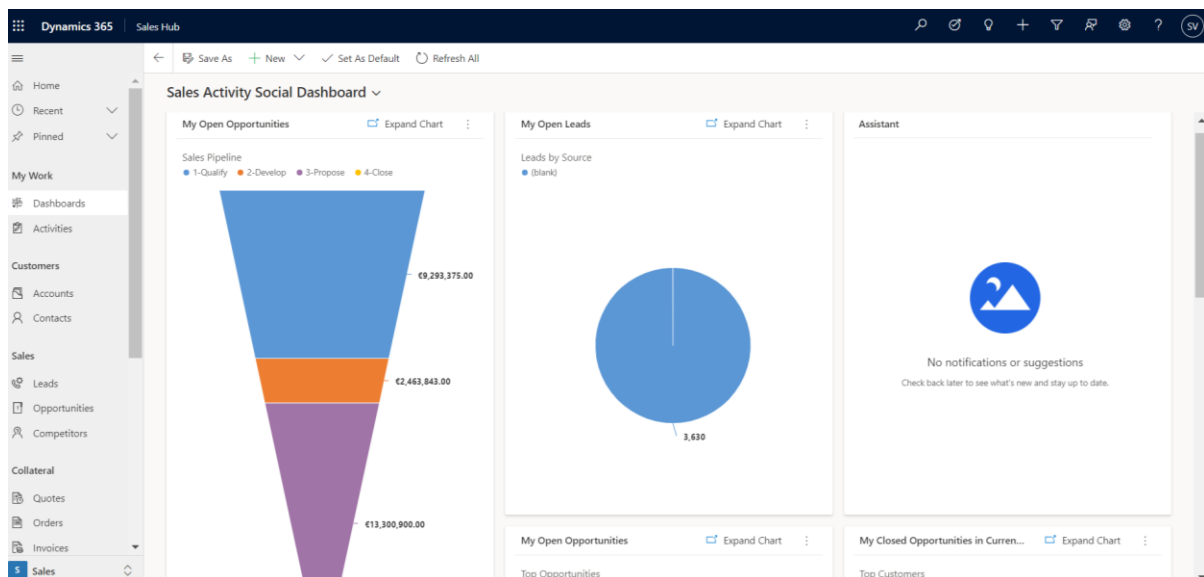 Dynamics 365 Sales Hub SV
Save As New Set As Default Refresh All
Home
Recent
Pinned
My Work
Dashboards
Activities
Customers
Accounts
Contacts
Sales
Leads
Opportunities
Competitors
Collateral
Quotes
Orders
Invoices
S Sales
Sales Activity Social Dashboard
My Open Opportunities Expand Chart
Sales Pipeline
1-Qualify 2-Develop 3-Propose 4-Close
€9,293,375.00
€2,463,843.00
€13,300,900.00
My Open Leads Expand Chart
Leads by Source
(blank)
3,630
Assistant
No notifications or suggestions
Check back later to see what's new and stay up to date.
My Open Opportunities Expand Chart
Top Opportunities
My Closed Opportunities in Curren... Expand Chart
Top Customers